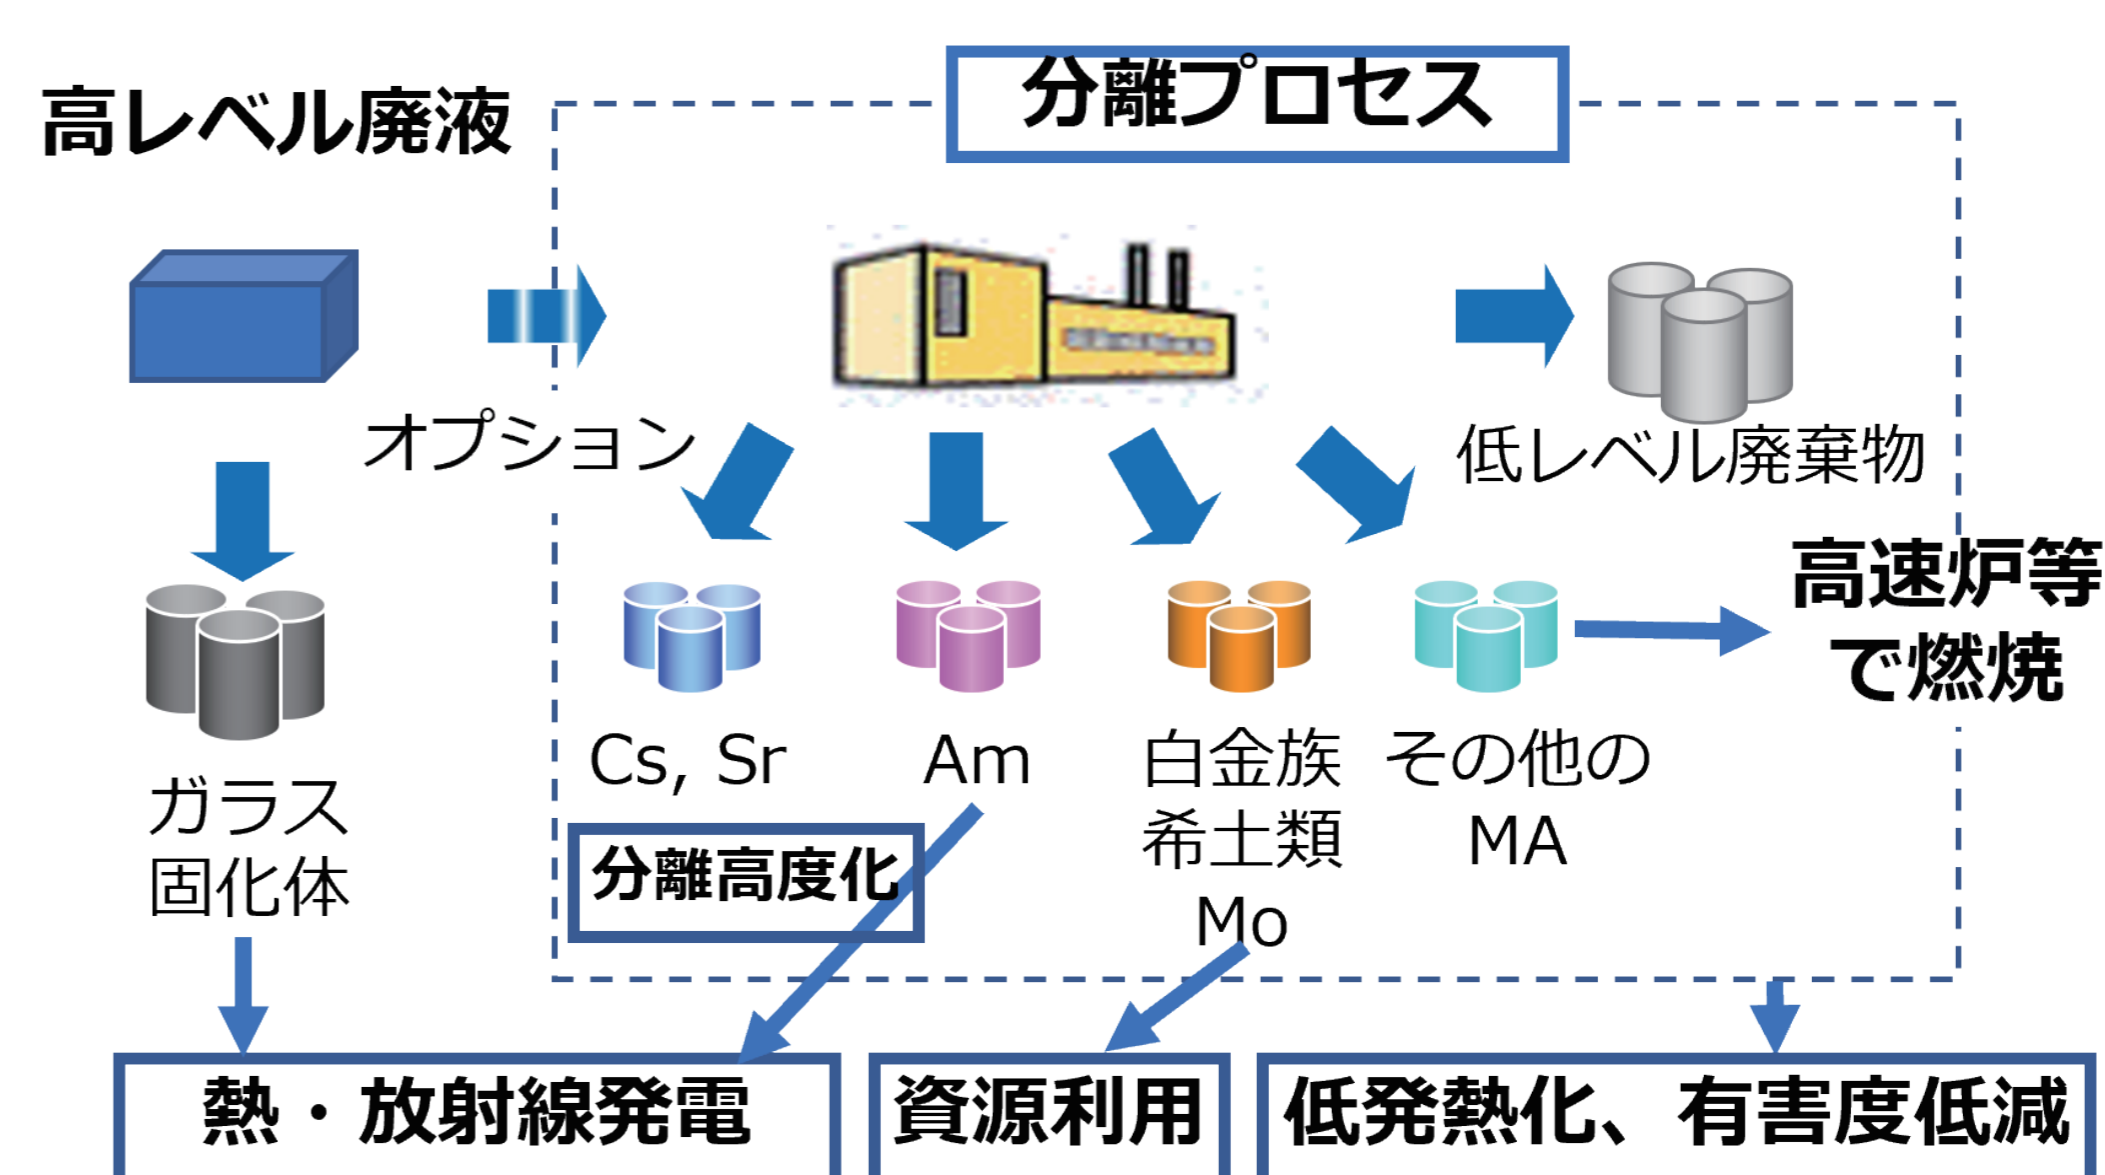 高レベル廃液
分離プロセス
オプション
低レベル廃棄物
高速炉等
で燃焼
ガラス
固化体
Cs, Sr
Am
白金族
希土類
Mo
その他の
MA
分離高度化
熱・放射線発電
資源利用
低発熱化、有害度低減